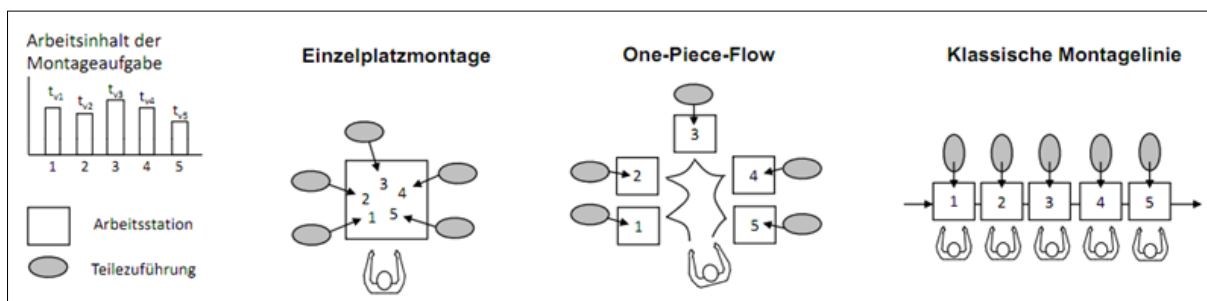 Arbeitsinhalt der
Montageaufgabe
tv1 tv2 tv3 tv4 tv5
1 2 3 4 5
Arbeitsstation
Teilezuführung
Einzelplatzmontage
3
2 4
1 5
One-Piece-Flow
3
2 4
1 5
Klassische Montagelinie
1 2 3 4 5